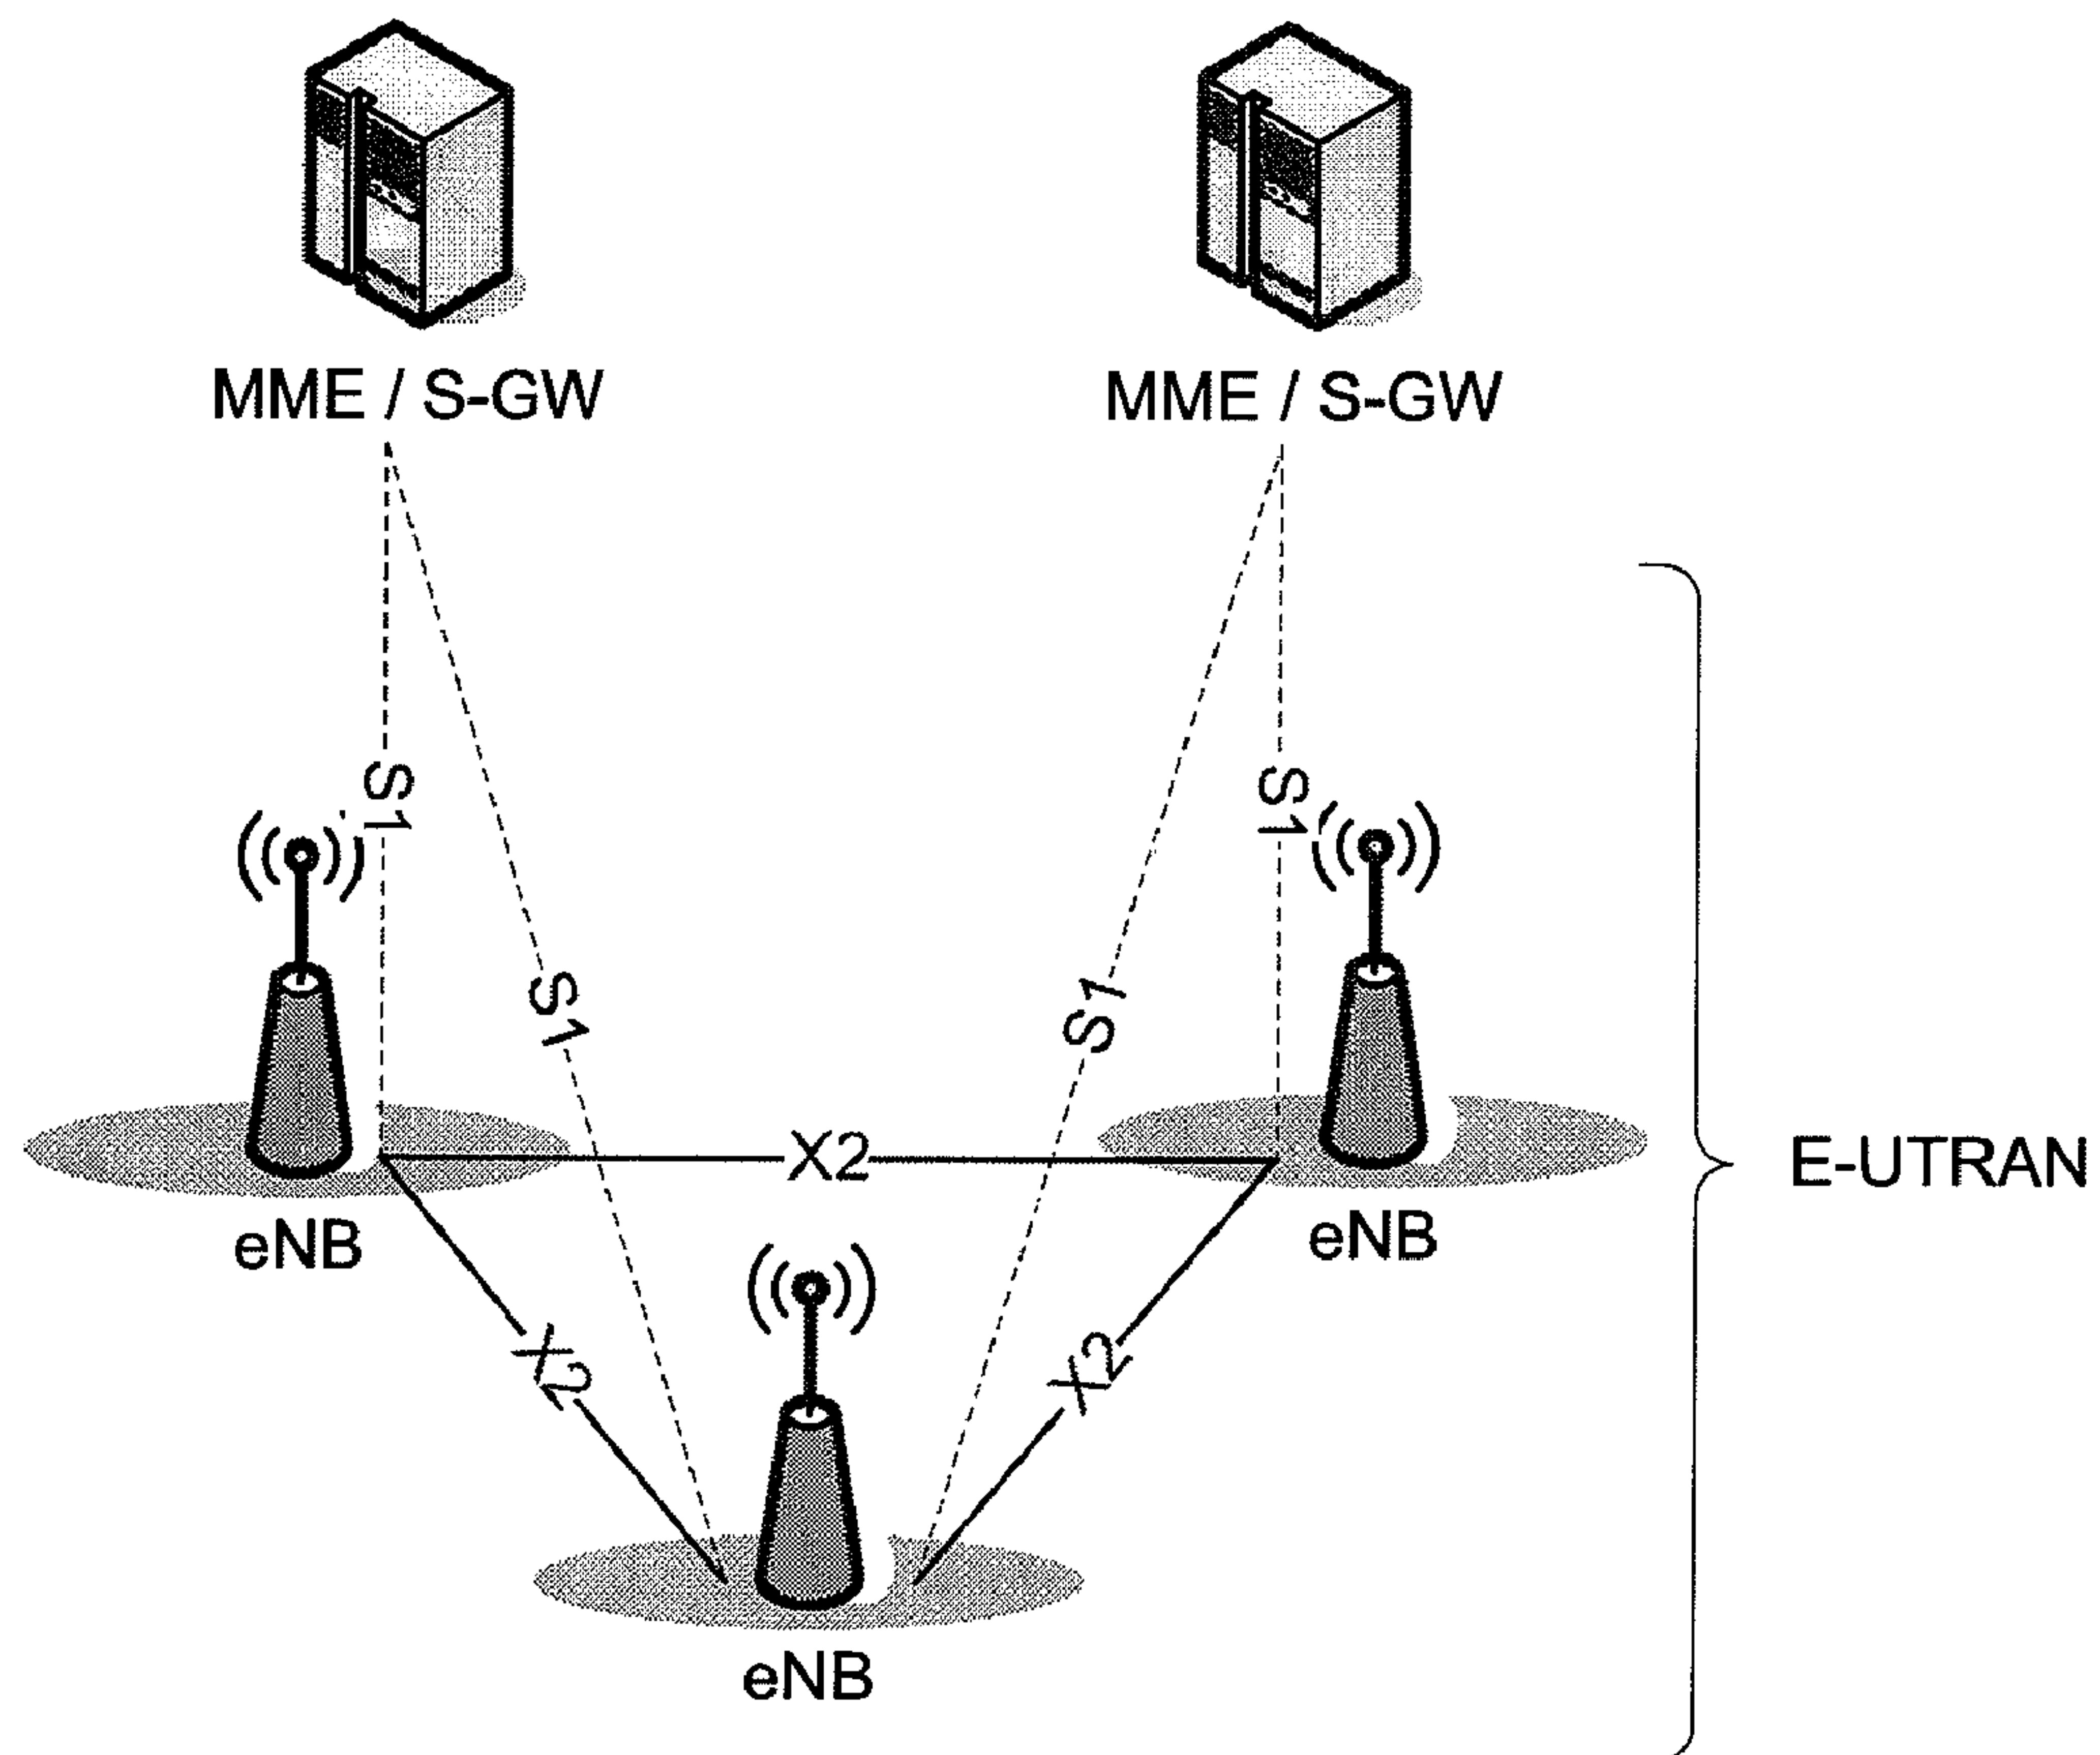 MME / S-GW
MME / S-GW
S1
S1
S1
S1
X2
E-UTRAN
eNB
eNB
X2
X2
eNB